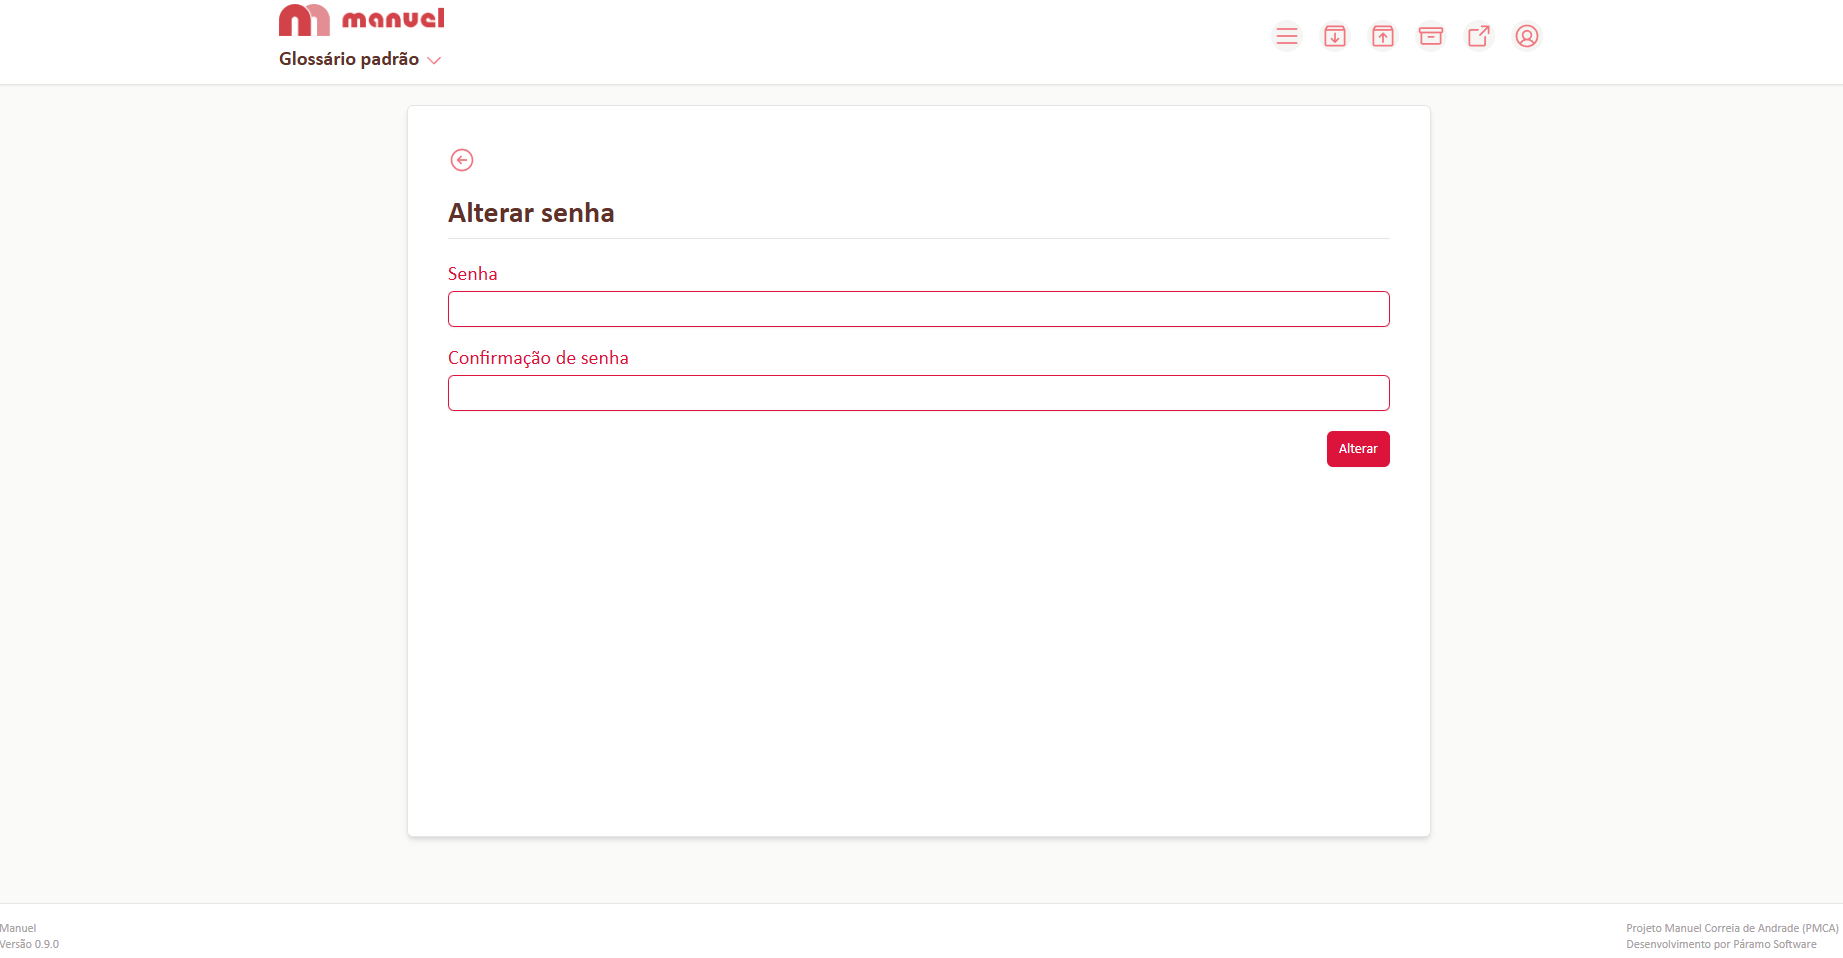 manuel
Glossário padrão
Alterar senha
Senha
Confirmação de senha
Alterar
Manuel
Versão 0.9.0
Projeto Manuel Correia de Andrade (PMCA)
Desenvolvimento por Páramo Software